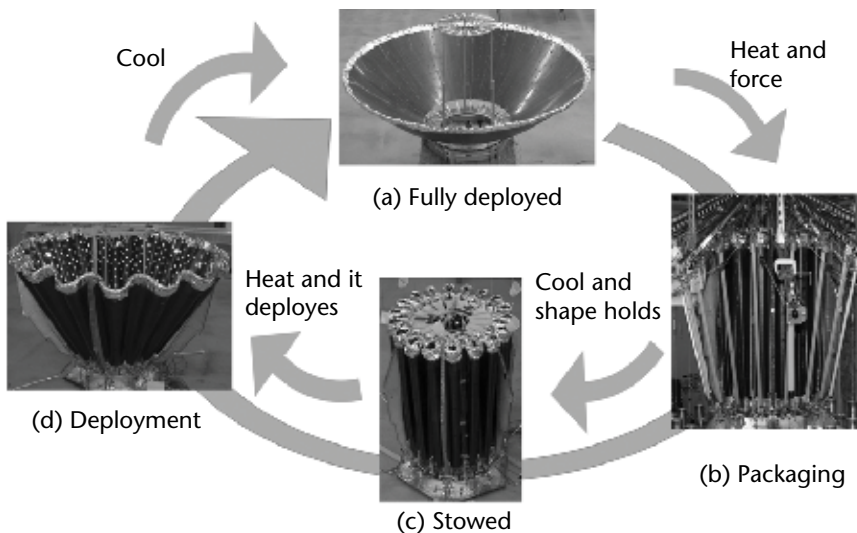 Cool
Heat and
force
(a) Fully deployed
Heat and it
deployes
Cool and
shape holds
(d) Deployment
(b) Packaging
(c) Stowed